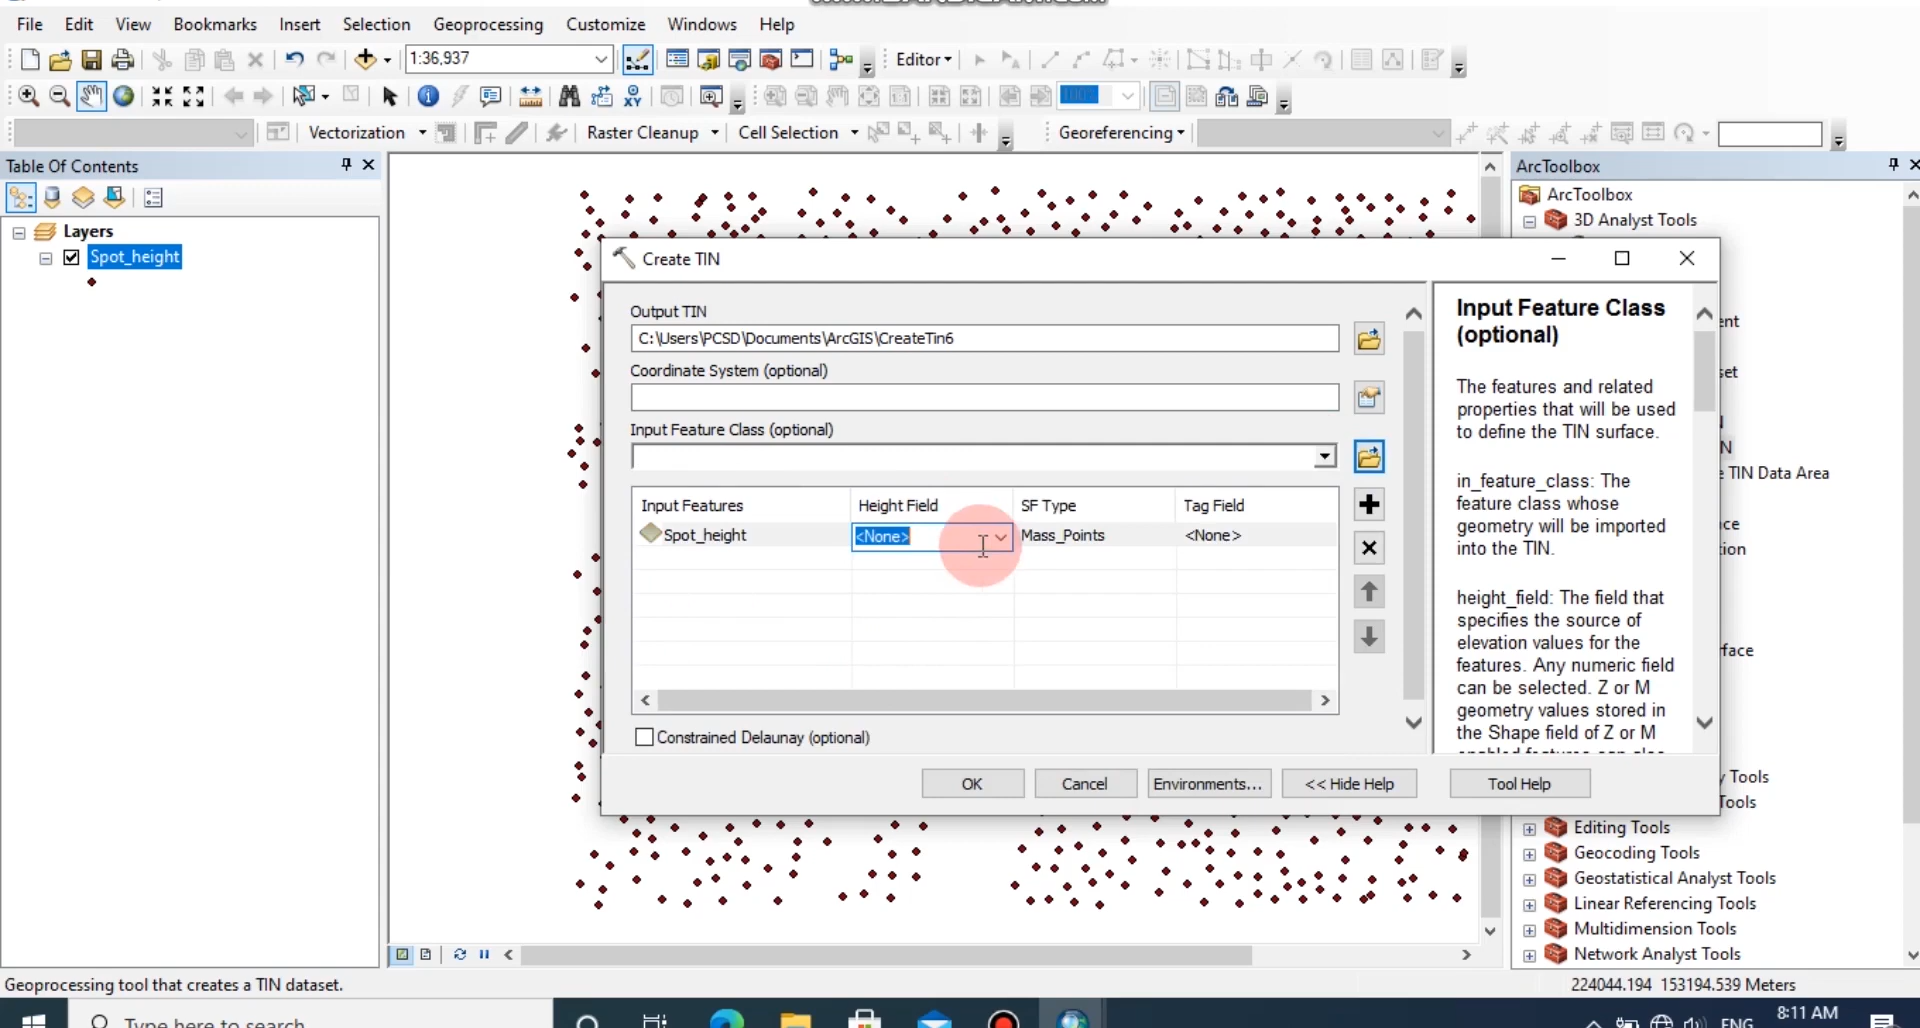 File Edit View Bookmarks Insert Selection Geoprocessing Customize Windows Help
1:36,937
Editor
100%
Vectorization
Raster Cleanup
Cell Selection
Georeferencing
Table Of Contents
Layers
Spot_height
ArcToolbox
ArcToolbox
3D Analyst Tools
Create TIN
Output TIN
C:\Users\PCSD\Documents\ArcGIS\CreateTin6
Coordinate System (optional)
Input Feature Class (optional)
Input Features Height Field SF Type Tag Field
Spot_height <None> Mass_Points <None>
Constrained Delaunay (optional)
OK Cancel Environments... << Hide Help Tool Help
Input Feature Class
(optional)
The features and related
properties that will be used
to define the TIN surface.
in_feature_class: The
feature class whose
geometry will be imported
into the TIN.
height_field: The field that
specifies the source of
elevation values for the
features. Any numeric field
can be selected. Z or M
geometry values stored in
the Shape field of Z or M
TIN Data Area
Tools
Tools
Editing Tools
Geocoding Tools
Geostatistical Analyst Tools
Linear Referencing Tools
Multidimension Tools
Network Analyst Tools
Geoprocessing tool that creates a TIN dataset.
224044.194 153194.539 Meters
Type here to search
ENG
8:11 AM